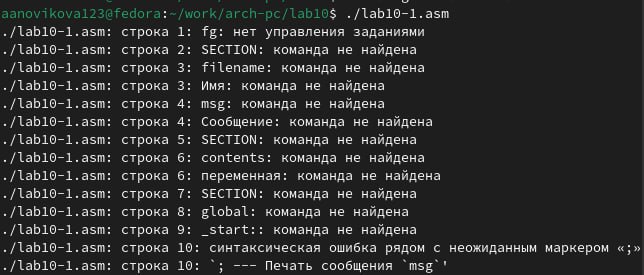 aanovikova123@fedora:~/work/arch-pc/lab10$ ./lab10-1.asm
./lab10-1.asm: строка 1: fg: нет управления заданиями
./lab10-1.asm: строка 2: SECTION: команда не найдена
./lab10-1.asm: строка 3: filename: команда не найдена
./lab10-1.asm: строка 3: Имя: команда не найдена
./lab10-1.asm: строка 4: msg: команда не найдена
./lab10-1.asm: строка 4: Сообщение: команда не найдена
./lab10-1.asm: строка 5: SECTION: команда не найдена
./lab10-1.asm: строка 6: contents: команда не найдена
./lab10-1.asm: строка 6: переменная: команда не найдена
./lab10-1.asm: строка 7: SECTION: команда не найдена
./lab10-1.asm: строка 8: global: команда не найдена
./lab10-1.asm: строка 9: _start:: команда не найдена
./lab10-1.asm: строка 10: синтаксическая ошибка рядом с неожиданным маркером «;»
./lab10-1.asm: строка 10: `; --- Печать сообщения `msg`'